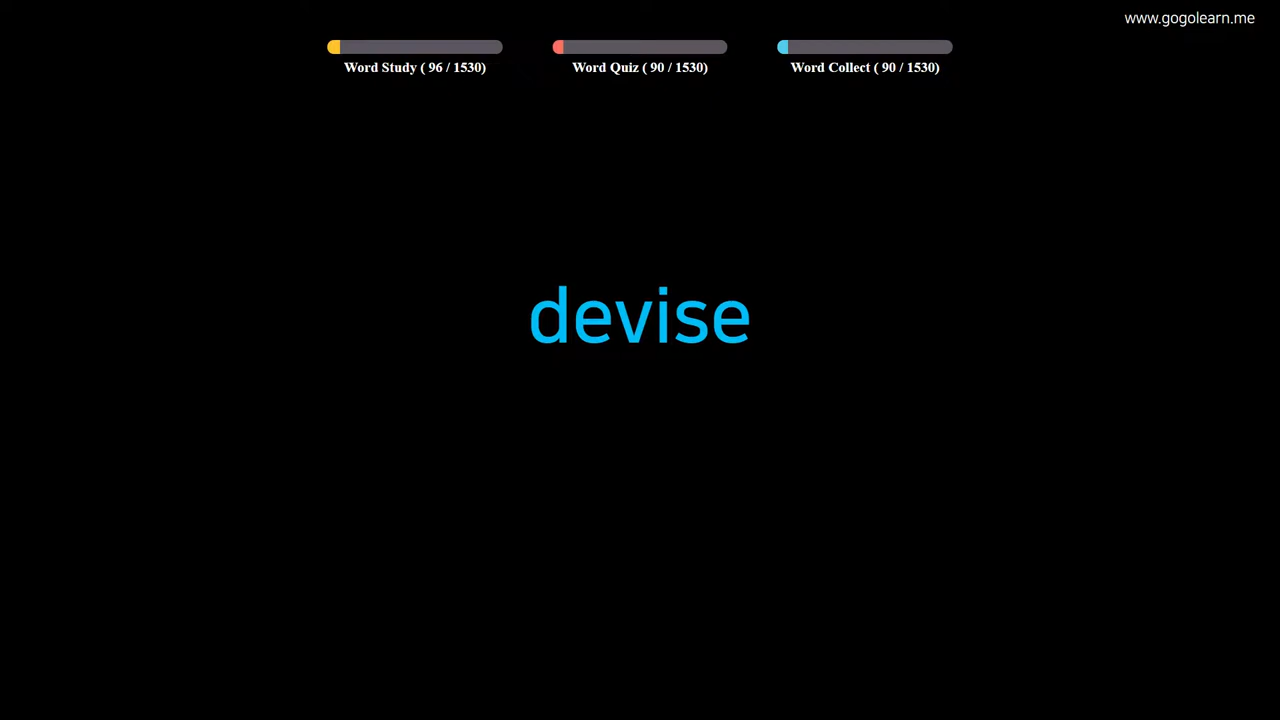 www.gogolearn.me
Word Study ( 96 / 1530)
Word Quiz ( 90 / 1530)
Word Collect ( 90 / 1530)
devise